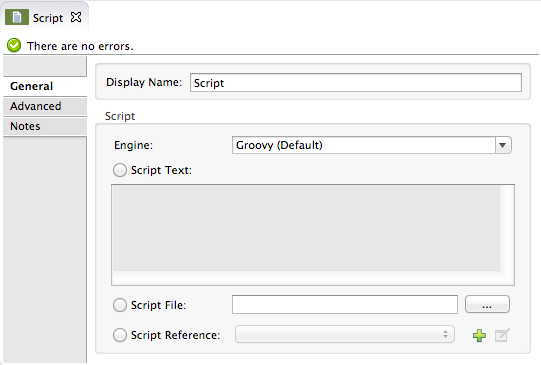 Script
There are no errors.
General
Advanced
Notes
Display Name: Script
Script
Engine: Groovy (Default)
Script Text:
Script File: ...
Script Reference: